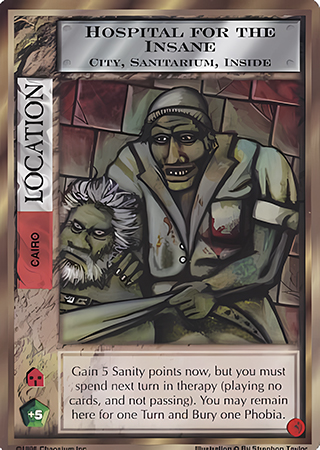 HOSPITAL FOR THE
INSANE
CITY, SANITARIUM, INSIDE
LOCATION
CAIRO
Gain 5 Sanity points now, but you must
spend next turn in therapy (playing no
cards, and not passing). You may remain
here for one Turn and Bury one Phobia.
+5
Chaosium Inc.
Illustration © By Stephen Taylor